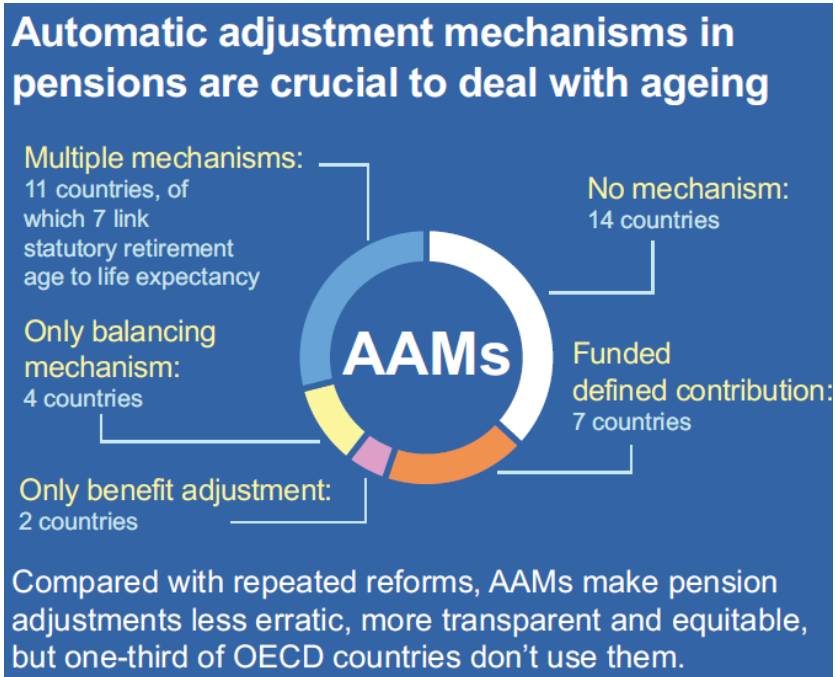 Automatic adjustment mechanisms in
pensions are crucial to deal with ageing
Multiple mechanisms:
11 countries, of
which 7 link
statutory retirement
age to life expectancy
No mechanism:
14 countries
Only balancing
mechanism:
4 countries
AAMs
Funded
defined contribution:
7 countries
Only benefit adjustment:
2 countries
Compared with repeated reforms, AAMs make pension
adjustments less erratic, more transparent and equitable,
but one-third of OECD countries don’t use them.